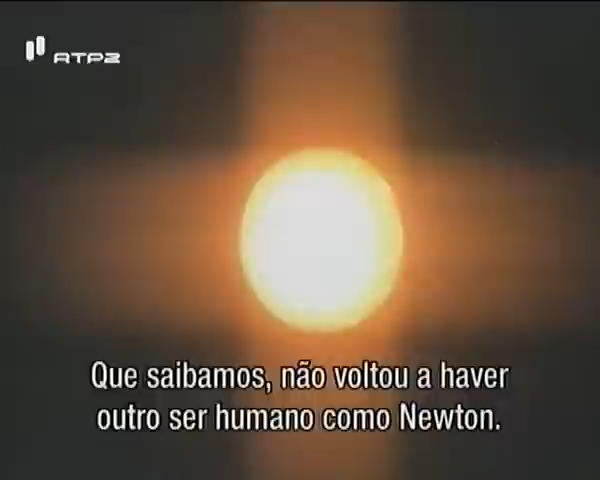 RTP2
Que saibamos, não voltou a haver
outro ser humano como Newton.